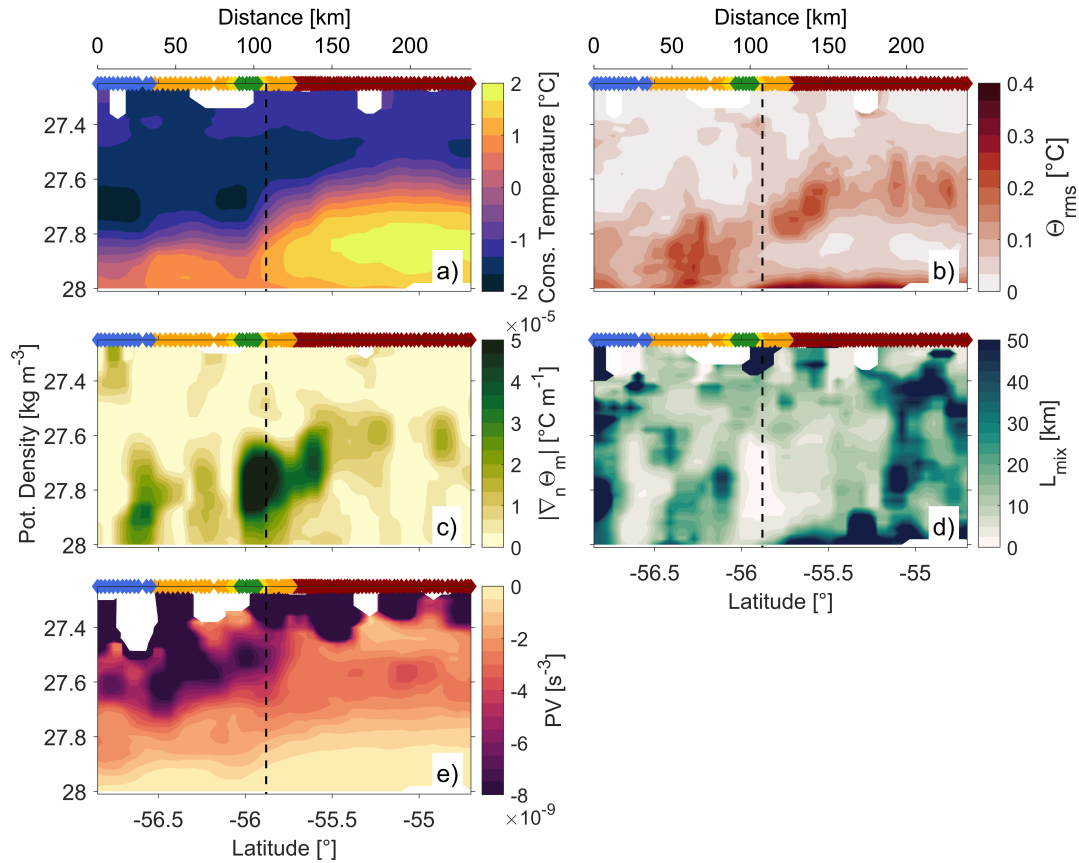 Distance [km]
Distance [km]
0 50 100 150 200
0 50 100 150 200
27.4
27.6
27.8
28
a)
2
1
0
-1
-2
Cons. Temperature [°C]
b)
0.4
0.3
0.2
0.1
0
Θrms [°C]
Pot. Density [kg m-3]
27.4
27.6
27.8
28
c)
×10-5
5
4
3
2
1
0
|∇nΘm| [°C m-1]
d)
50
40
30
20
10
0
Lmix [km]
-56.5 -56 -55.5 -55
Latitude [°]
27.4
27.6
27.8
28
e)
0
-2
-4
-6
-8
×10-9
PV [s-3]
-56.5 -56 -55.5 -55
Latitude [°]